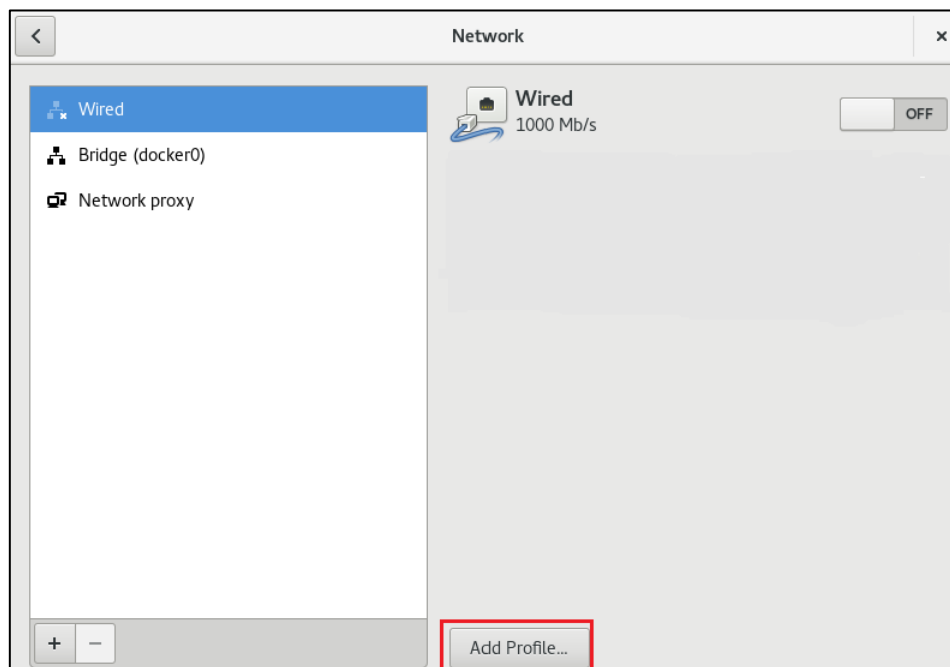 Network
Wired
Bridge (docker0)
Network proxy
Wired
1000 Mb/s
OFF
Add Profile...